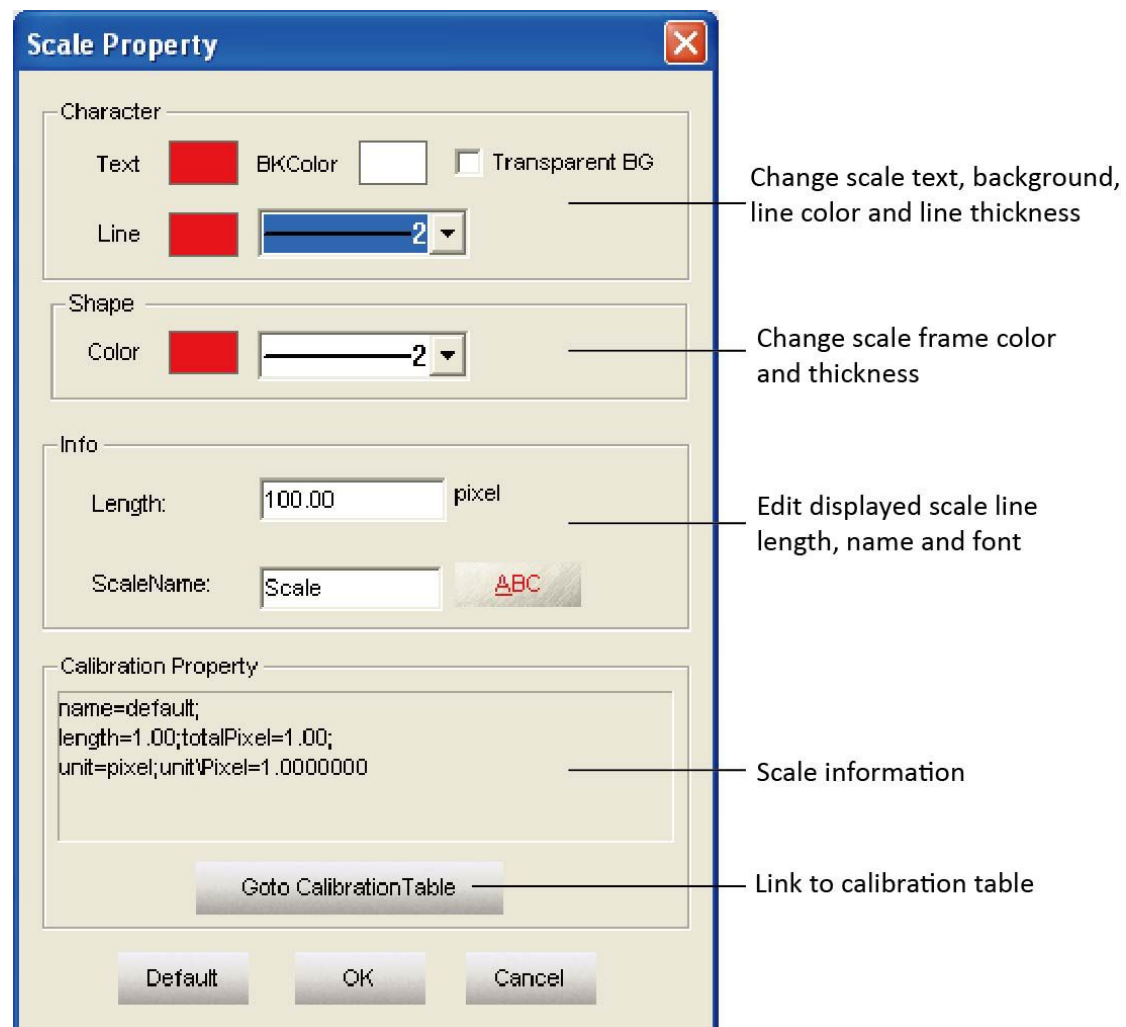 Scale Property
Character
Text BKColor Transparent BG
Line 2
Change scale text, background,
line color and line thickness
Shape
Color 2
Change scale frame color
and thickness
Info
Length: 100.00 pixel
ScaleName: Scale ABC
Edit displayed scale line
length, name and font
Calibration Property
name=default;
length=1.00;totalPixel=1.00;
unit=pixel;unit\Pixel=1.0000000
Scale information
Goto CalibrationTable
Link to calibration table
Default OK Cancel